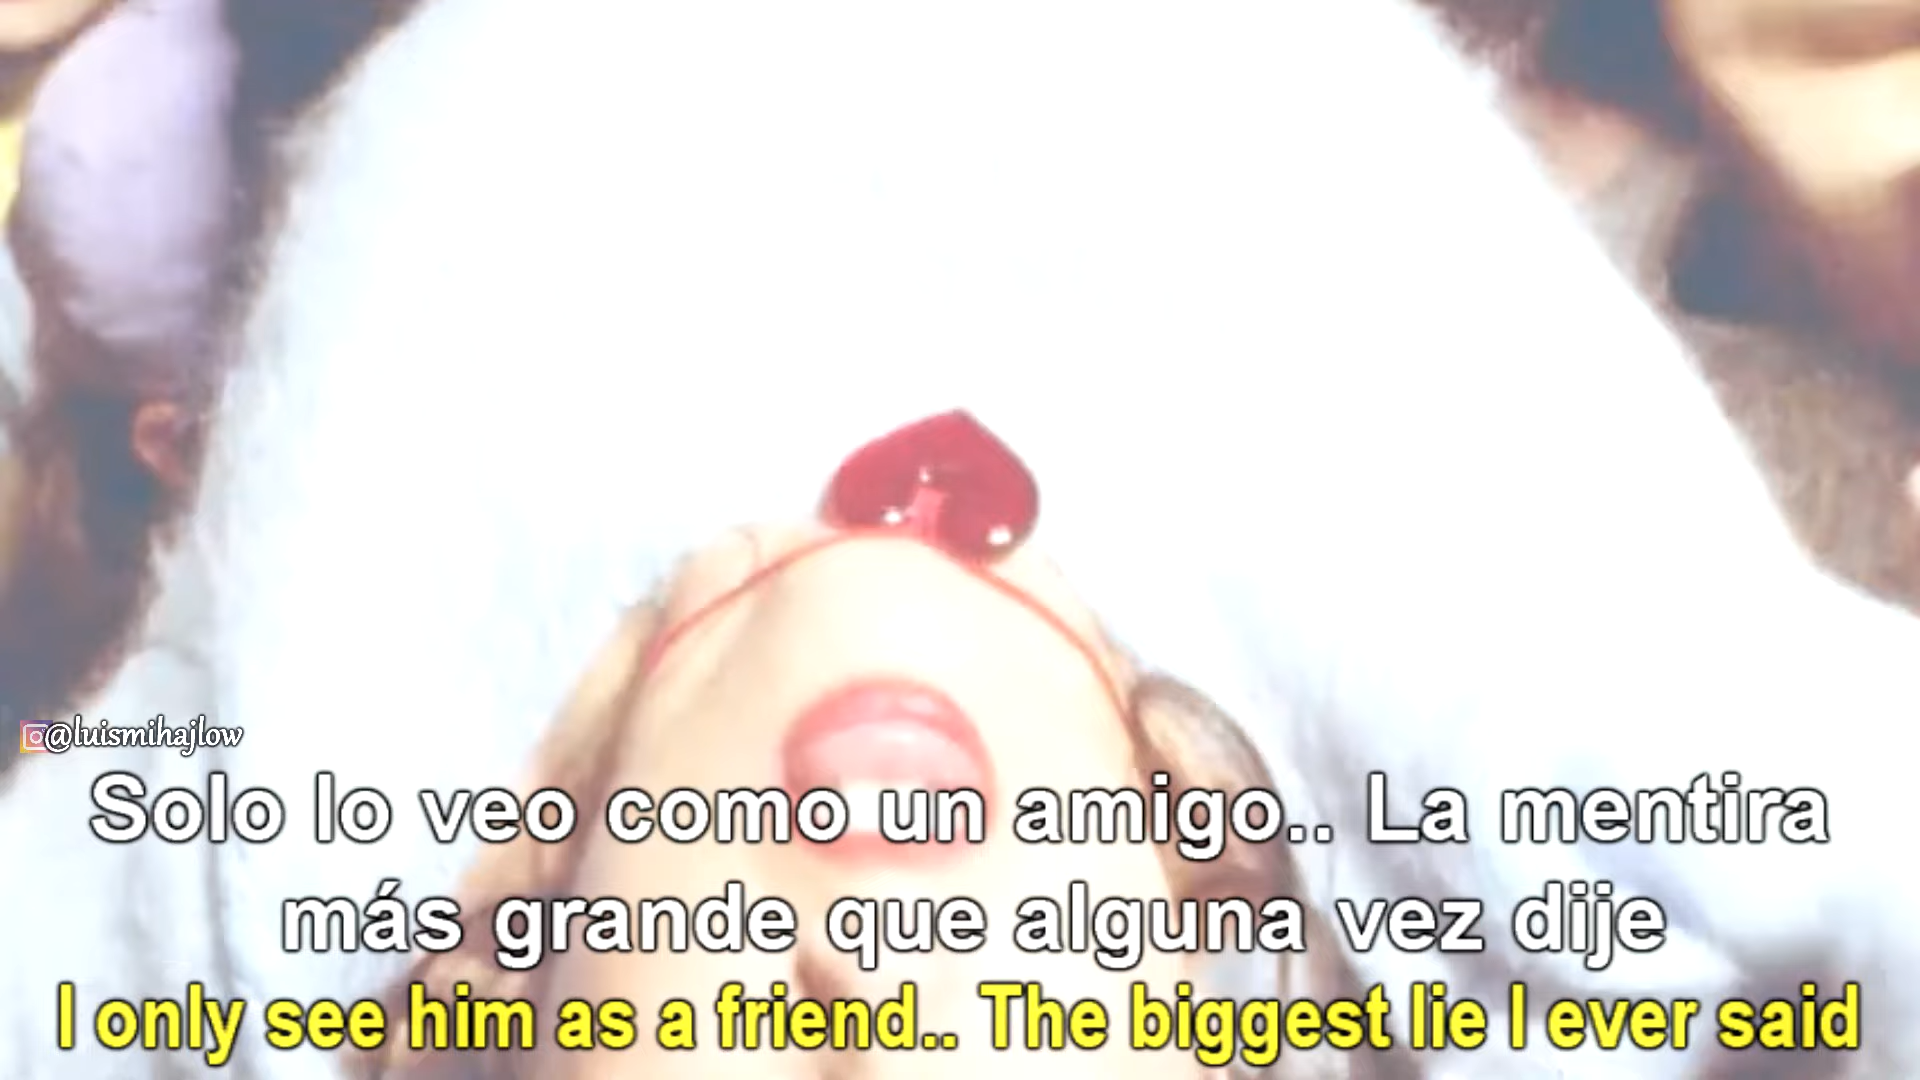 @luismihajlow
Solo lo veo como un amigo.. La mentira
más grande que alguna vez dije
I only see him as a friend.. The biggest lie I ever said